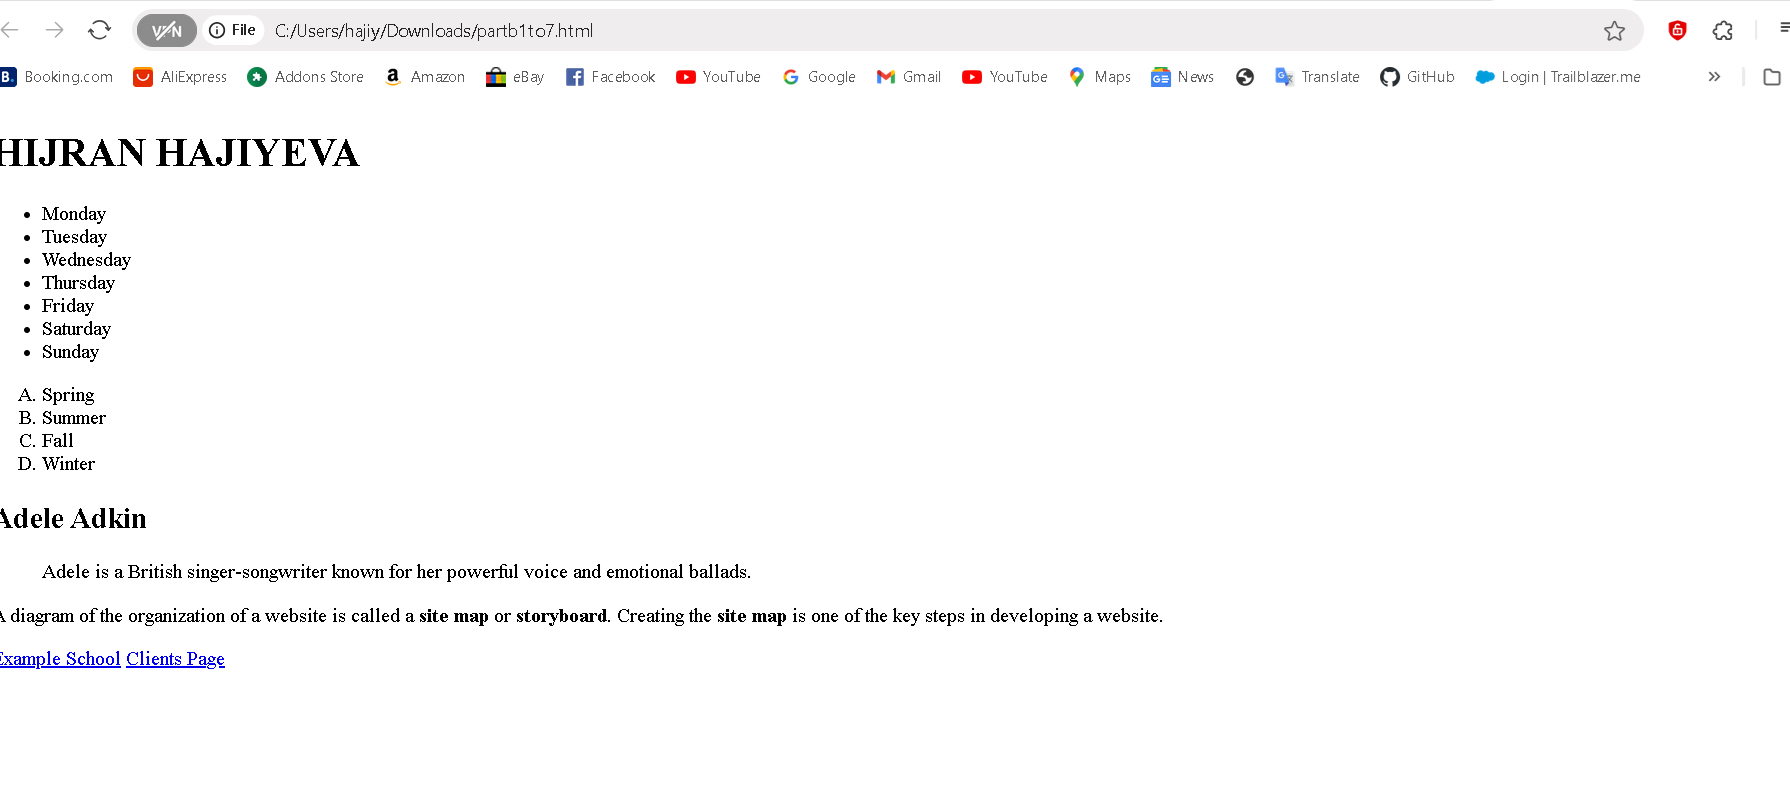 VPN File C:/Users/hajiy/Downloads/partb1to7.html
B. Booking.com AliExpress Addons Store Amazon eBay Facebook YouTube Google Gmail YouTube Maps News Translate GitHub Login | Trailblazer.me
HIJRAN HAJIYEVA
• Monday
• Tuesday
• Wednesday
• Thursday
• Friday
• Saturday
• Sunday
A. Spring
B. Summer
C. Fall
D. Winter
Adele Adkin
Adele is a British singer-songwriter known for her powerful voice and emotional ballads.
A diagram of the organization of a website is called a site map or storyboard. Creating the site map is one of the key steps in developing a website.
Example School Clients Page